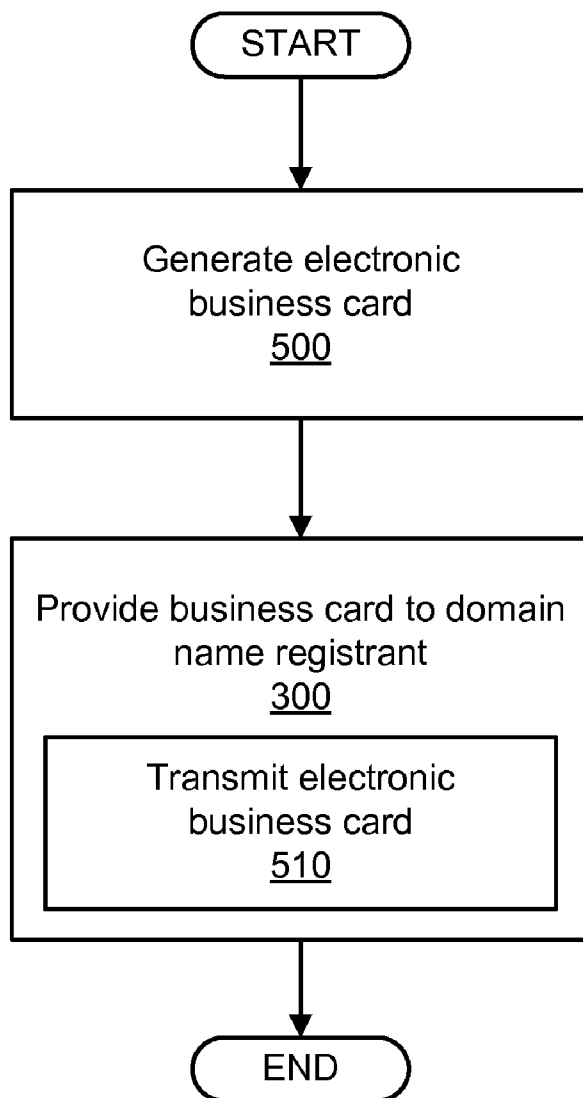 START
Generate electronic
business card
500
Provide business card to domain
name registrant
300
Transmit electronic
business card
510
END